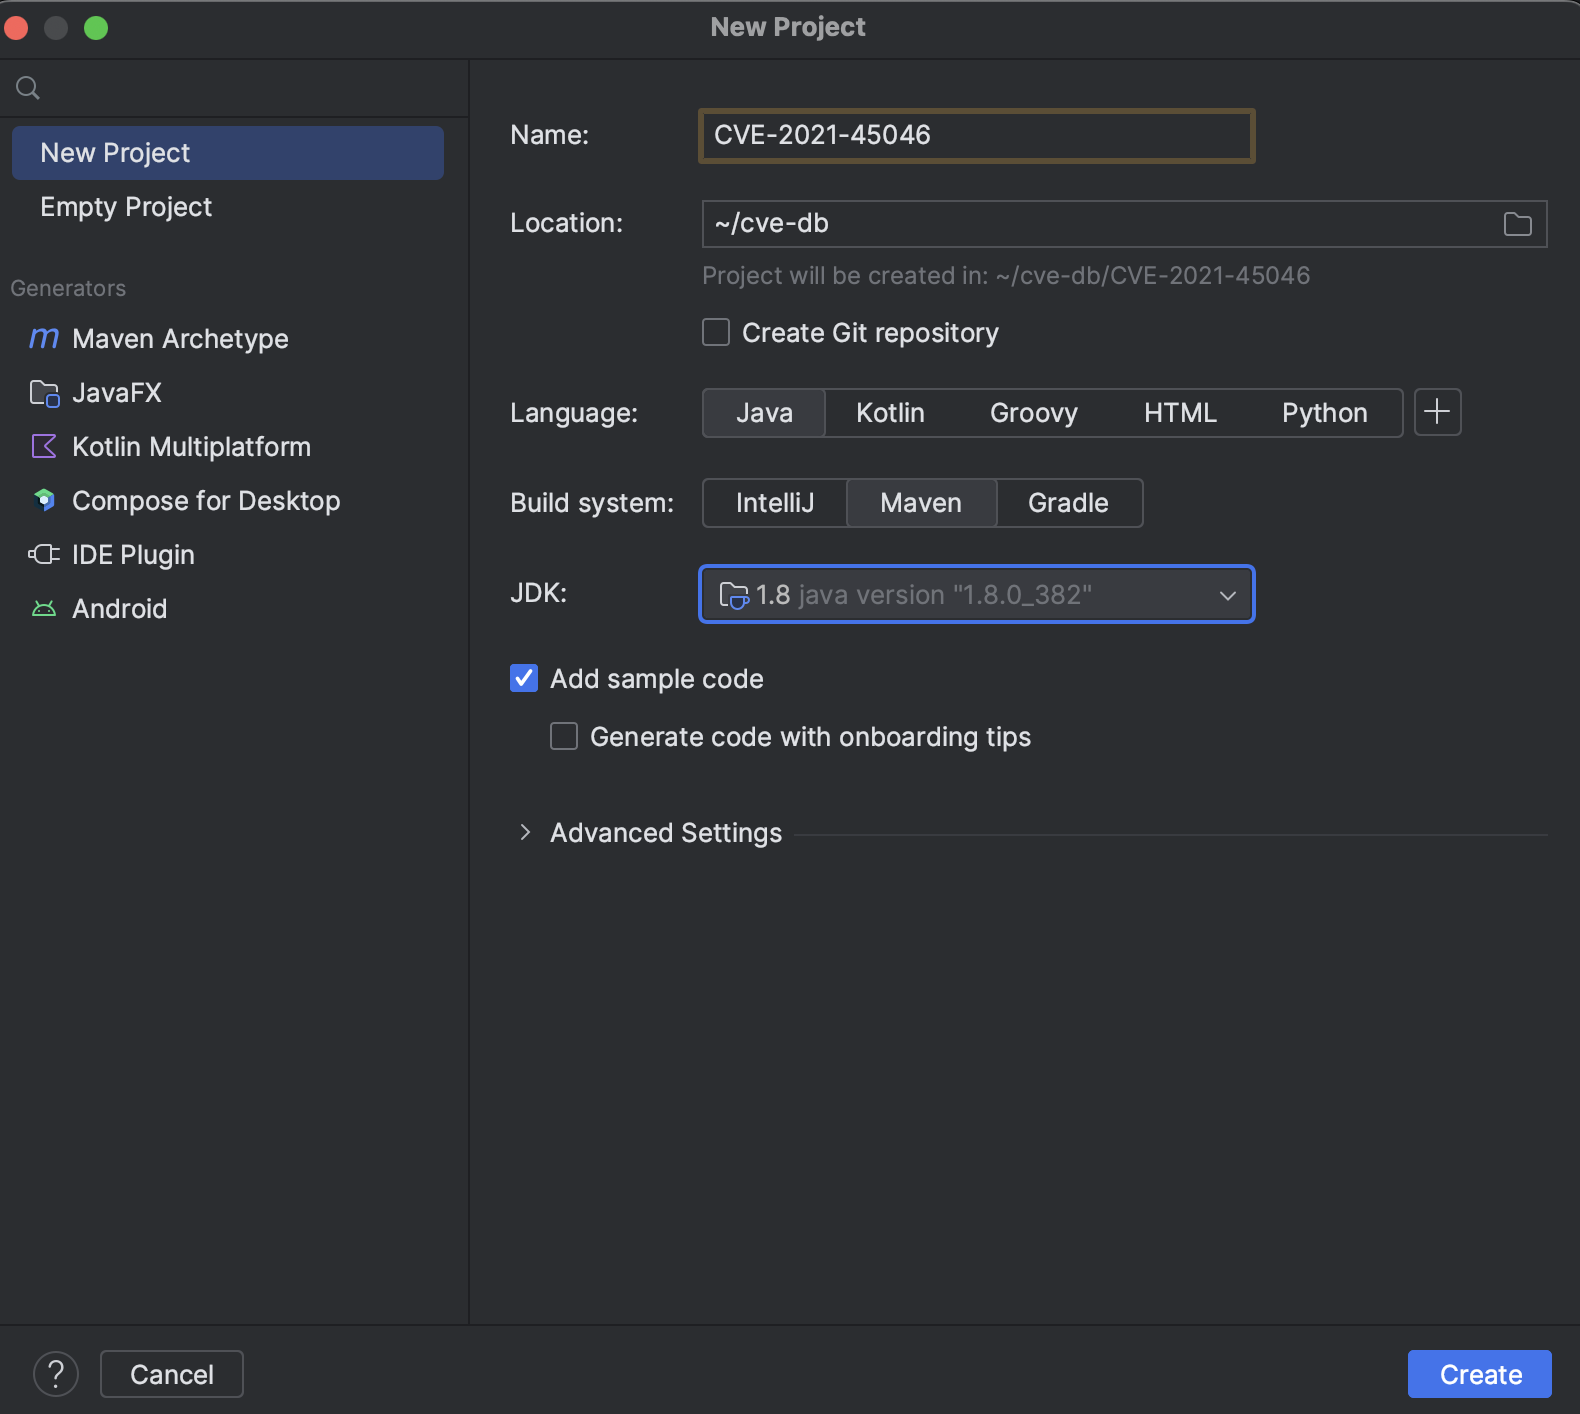 New Project
New Project
Empty Project
Generators
Maven Archetype
JavaFX
Kotlin Multiplatform
Compose for Desktop
IDE Plugin
Android
Name: CVE-2021-45046
Location: ~/cve-db
Project will be created in: ~/cve-db/CVE-2021-45046
Create Git repository
Language: Java Kotlin Groovy HTML Python
Build system: IntelliJ Maven Gradle
JDK: 1.8 java version "1.8.0_382"
Add sample code
Generate code with onboarding tips
Advanced Settings
? Cancel Create